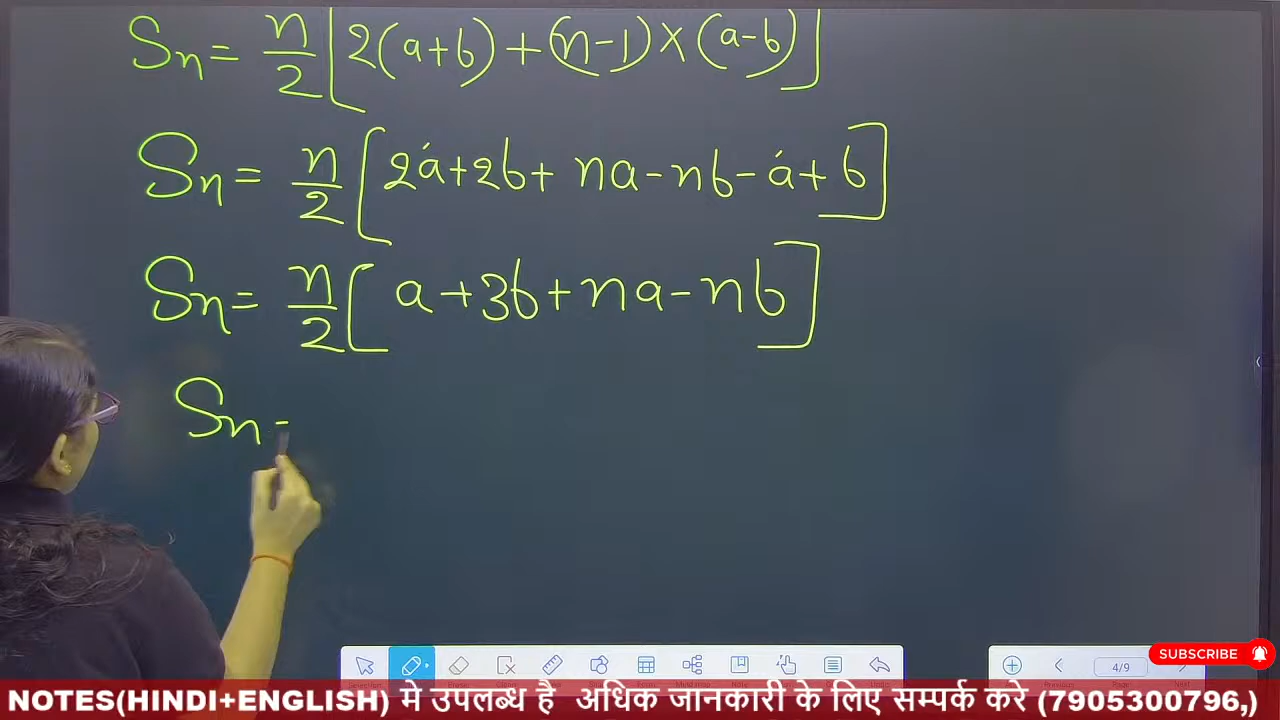 Sn = n/2 [2(a+b) + (n-1)×(a-b)]
Sn = n/2 [2a+2b+ na-nb-a+b]
Sn = n/2 [a+3b+na-nb]
Sn =
4/9
SUBSCRIBE
NOTES(HINDI+ENGLISH) मे उपलब्ध है अधिक जानकारी के लिए सम्पर्क करे (7905300796,)